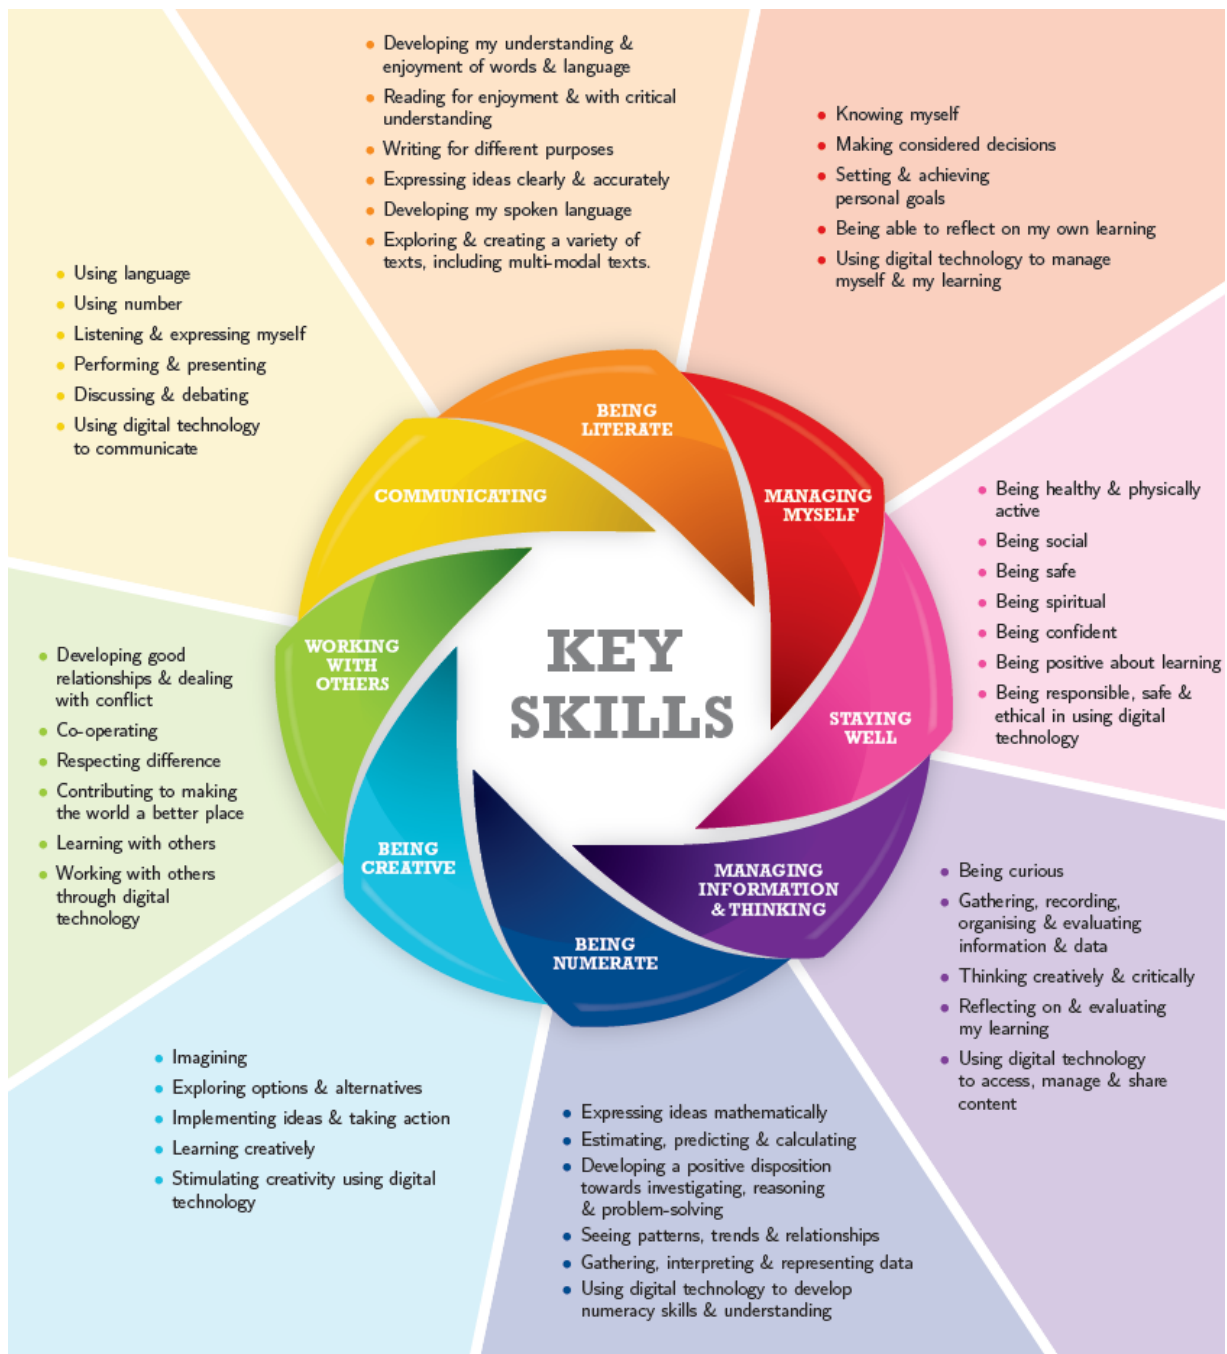 Developing my understanding &
enjoyment of words & language
Reading for enjoyment & with critical
understanding
Writing for different purposes
Expressing ideas clearly & accurately
Developing my spoken language
Exploring & creating a variety of
texts, including multi-modal texts.
Knowing myself
Making considered decisions
Setting & achieving
personal goals
Being able to reflect on my own learning
Using digital technology to manage
myself & my learning
Using language
Using number
Listening & expressing myself
Performing & presenting
Discussing & debating
Using digital technology
to communicate
BEING
LITERATE
COMMUNICATING
MANAGING
MYSELF
Being healthy & physically
active
Being social
Being safe
Being spiritual
Being confident
Being positive about learning
Being responsible, safe &
ethical in using digital
technology
WORKING
WITH
OTHERS
KEY
SKILLS
STAYING
WELL
Developing good
relationships & dealing
with conflict
Co-operating
Respecting difference
Contributing to making
the world a better place
Learning with others
Working with others
through digital
technology
BEING
CREATIVE
MANAGING
INFORMATION
& THINKING
BEING
NUMERATE
Being curious
Gathering, recording,
organising & evaluating
information & data
Thinking creatively & critically
Reflecting on & evaluating
my learning
Using digital technology
to access, manage & share
content
Imagining
Exploring options & alternatives
Implementing ideas & taking action
Learning creatively
Stimulating creativity using digital
technology
Expressing ideas mathematically
Estimating, predicting & calculating
Developing a positive disposition
towards investigating, reasoning
& problem-solving
Seeing patterns, trends & relationships
Gathering, interpreting & representing data
Using digital technology to develop
numeracy skills & understanding